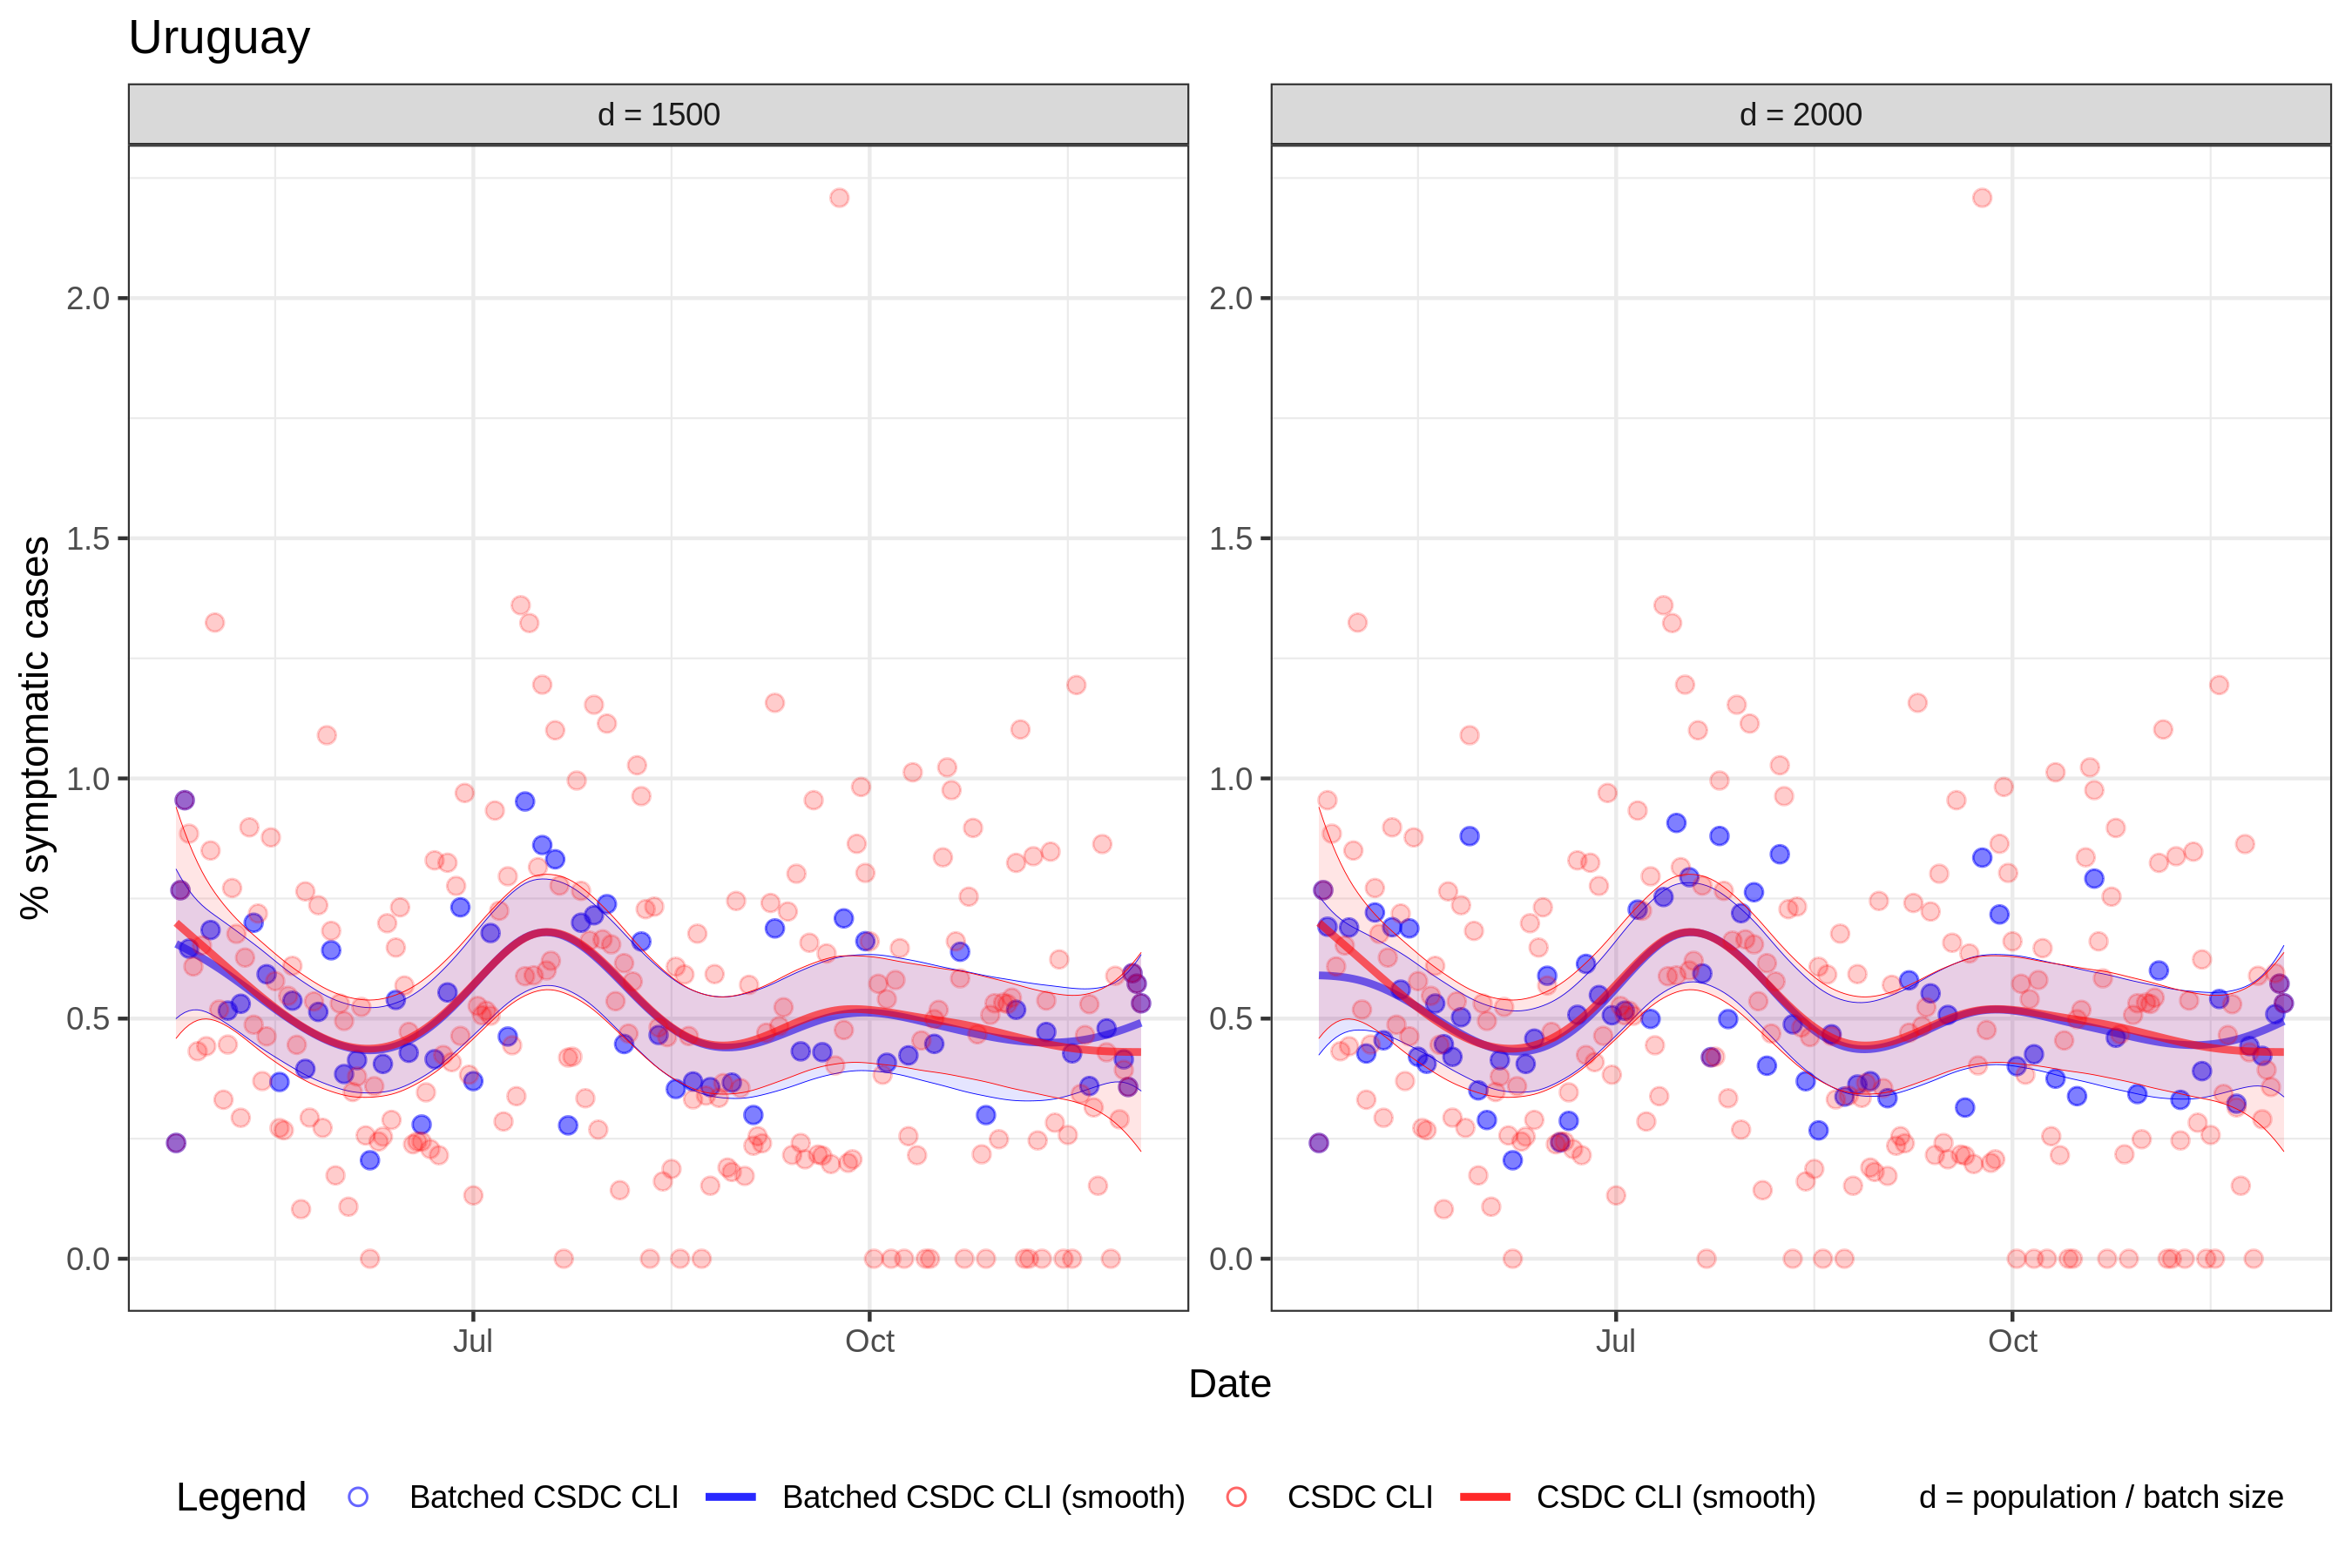 Uruguay
d = 1500
d = 2000
% symptomatic cases
2.0
1.5
1.0
0.5
0.0
2.0
1.5
1.0
0.5
0.0
Jul
Oct
Jul
Oct
Date
Legend
Batched CSDC CLI
Batched CSDC CLI (smooth)
CSDC CLI
CSDC CLI (smooth)
d = population / batch size